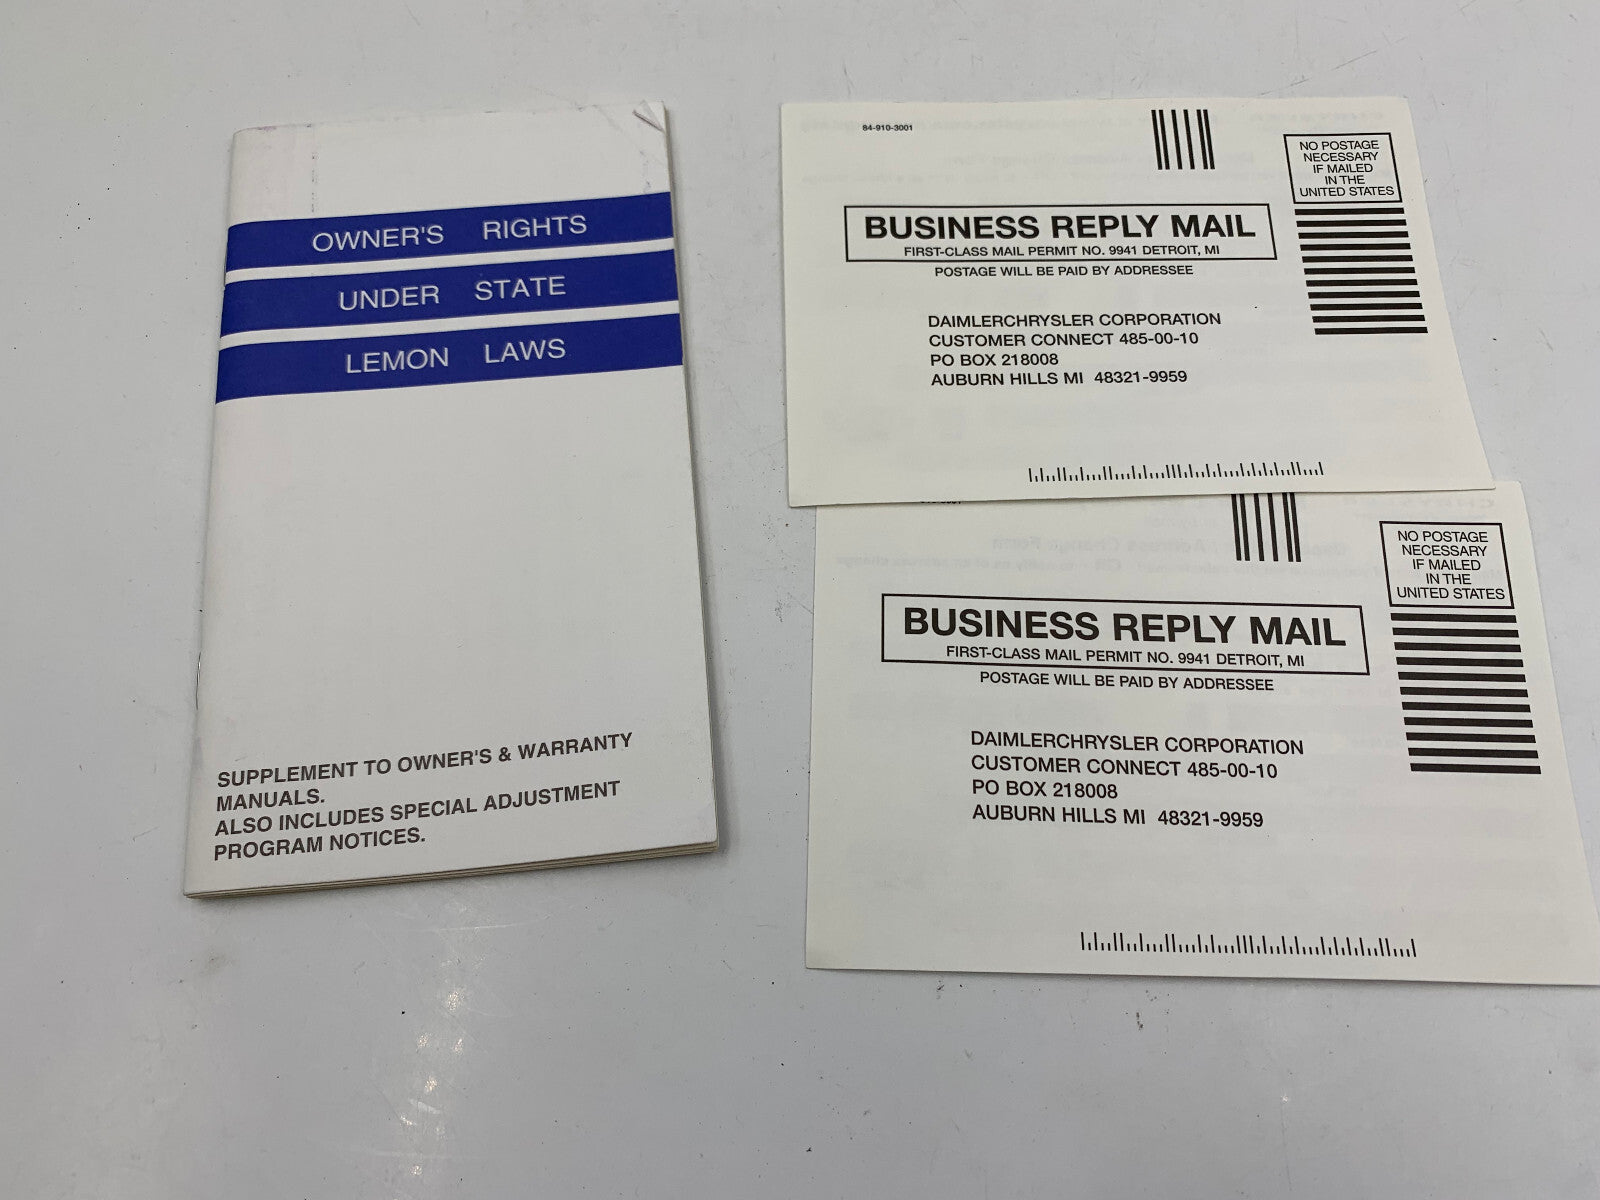 OWNER'S RIGHTS
UNDER STATE
LEMON LAWS
SUPPLEMENT TO OWNER'S & WARRANTY
MANUALS.
ALSO INCLUDES SPECIAL ADJUSTMENT
PROGRAM NOTICES.
84-910-3001
NO POSTAGE
NECESSARY
IF MAILED
IN THE
UNITED STATES
BUSINESS REPLY MAIL
FIRST-CLASS MAIL PERMIT NO. 9941 DETROIT, MI
POSTAGE WILL BE PAID BY ADDRESSEE
DAIMLERCHRYSLER CORPORATION
CUSTOMER CONNECT 485-00-10
PO BOX 218008
AUBURN HILLS MI 48321-9959
NO POSTAGE
NECESSARY
IF MAILED
IN THE
UNITED STATES
BUSINESS REPLY MAIL
FIRST-CLASS MAIL PERMIT NO. 9941 DETROIT, MI
POSTAGE WILL BE PAID BY ADDRESSEE
DAIMLERCHRYSLER CORPORATION
CUSTOMER CONNECT 485-00-10
PO BOX 218008
AUBURN HILLS MI 48321-9959